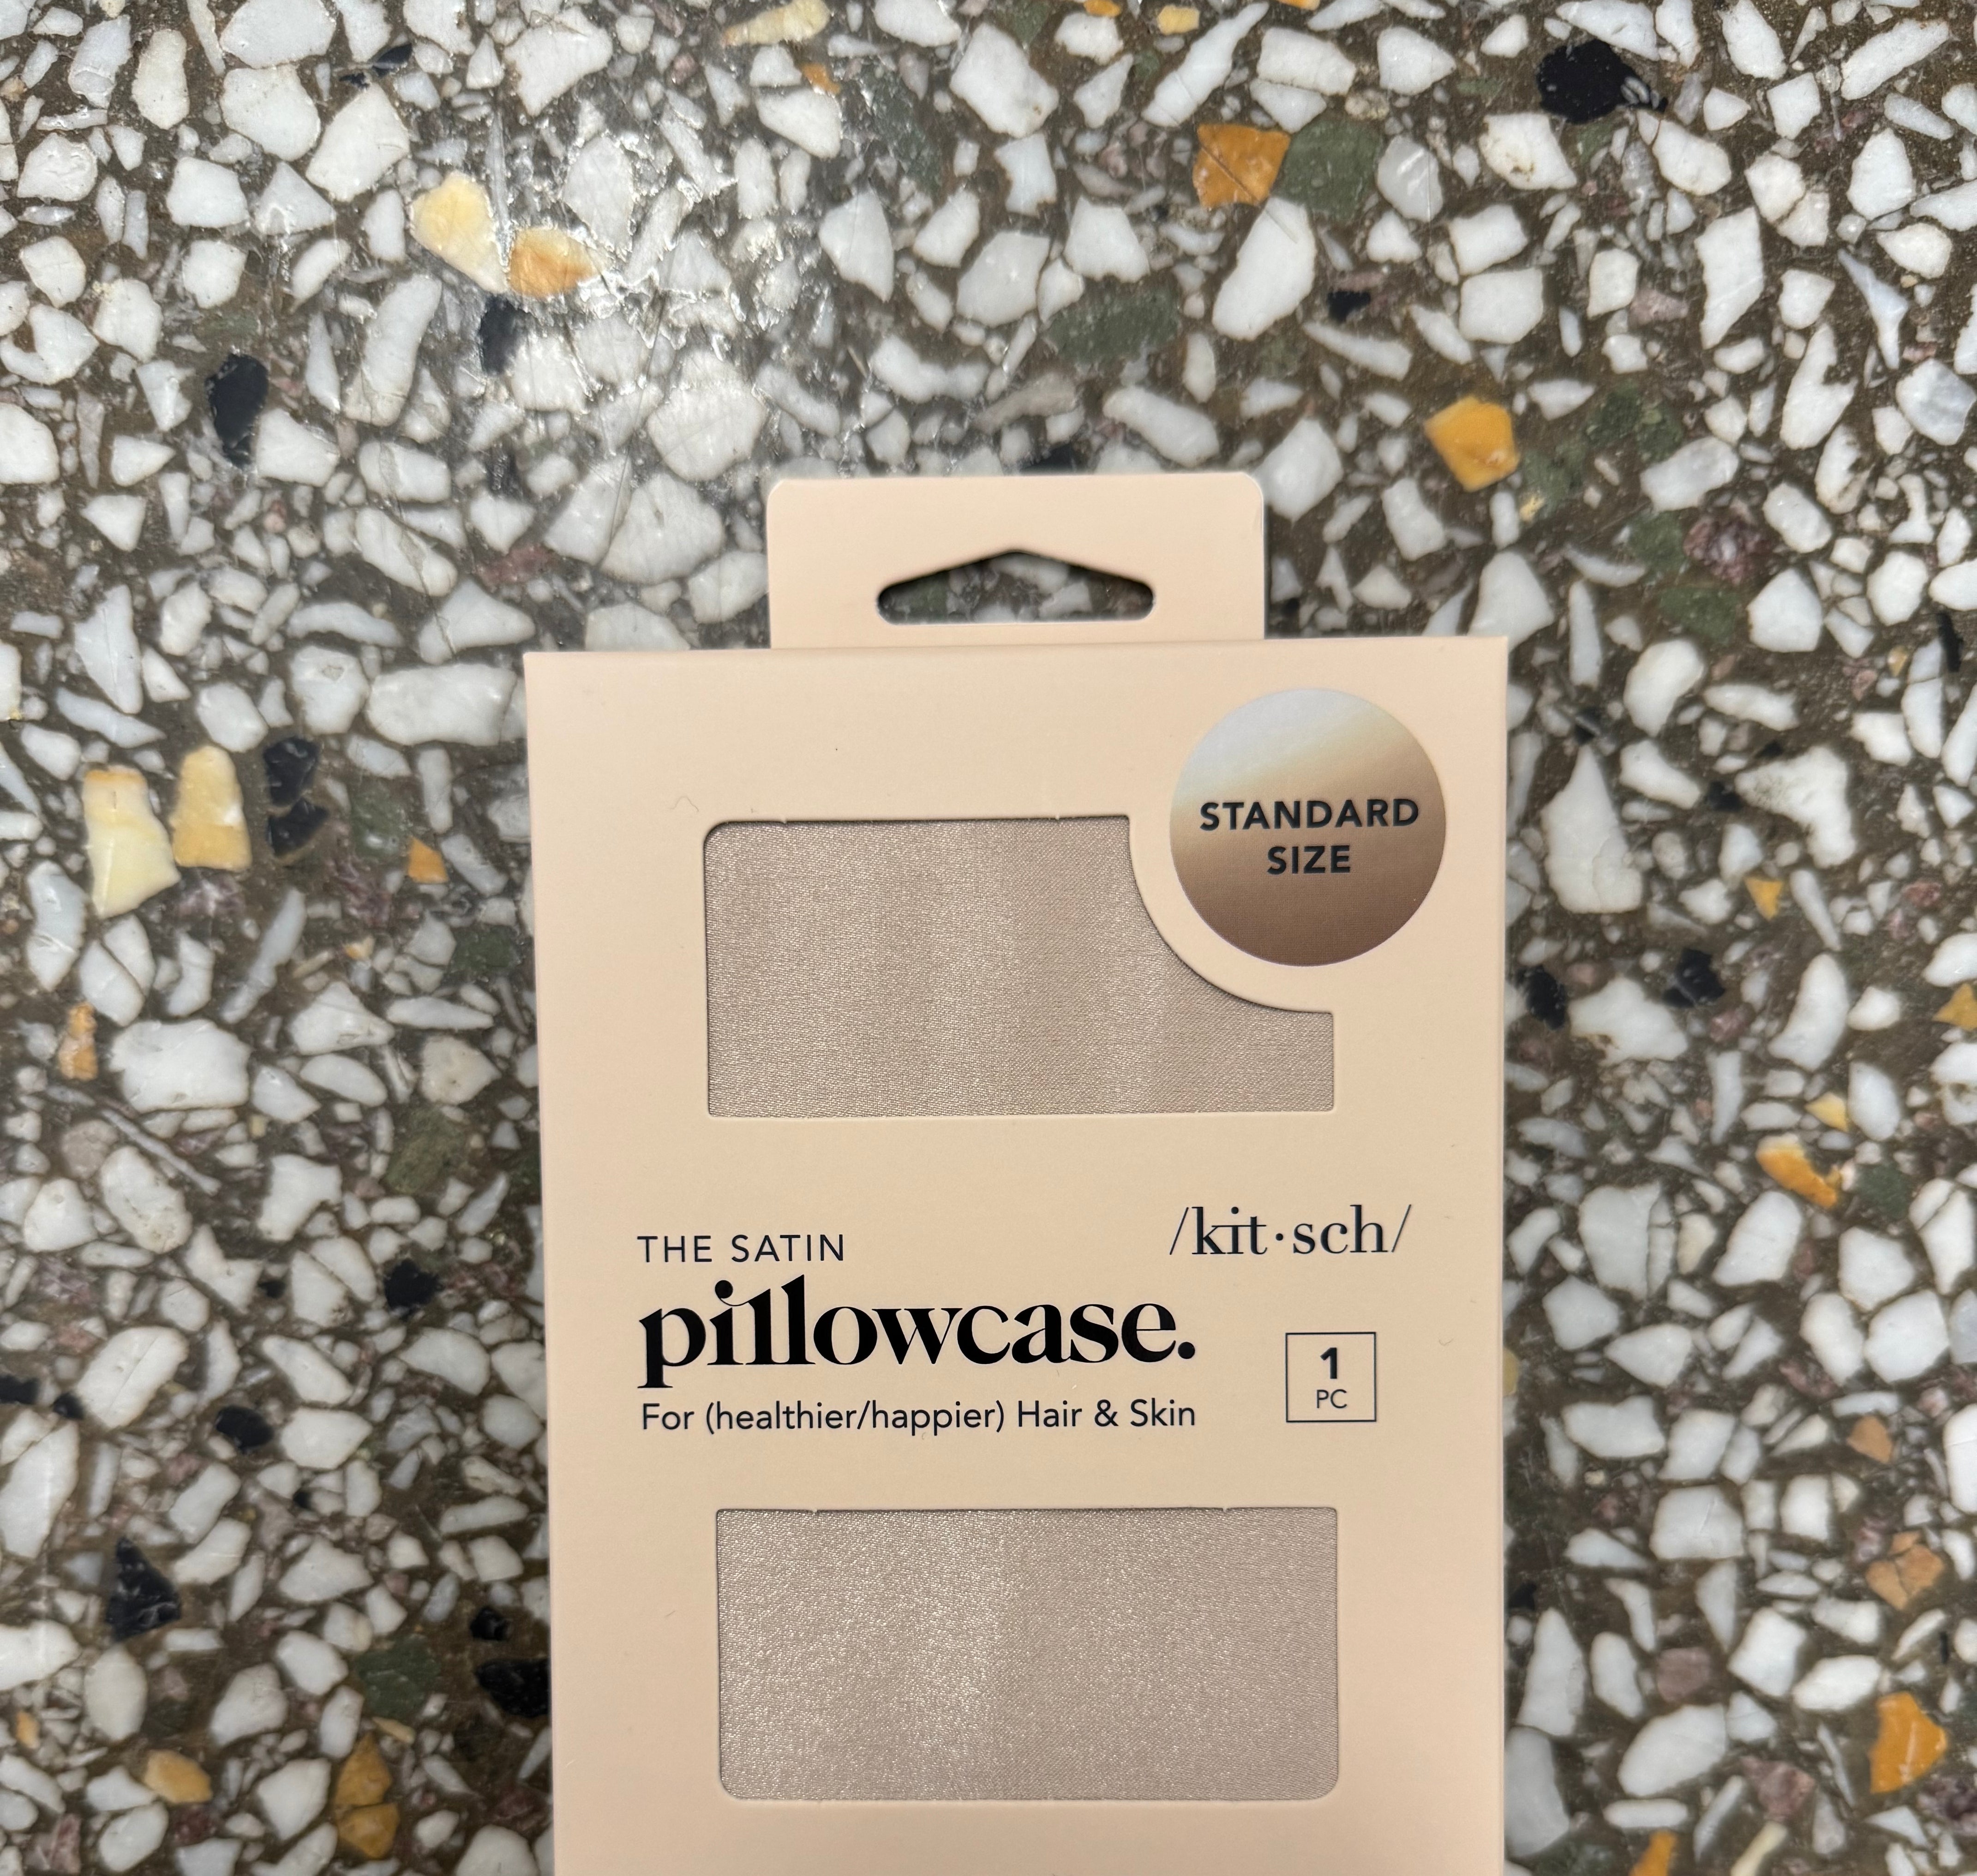 STANDARD
SIZE
THE SATIN
/kit·sch/
pillowcase.
1
PC
For (healthier/happier) Hair & Skin